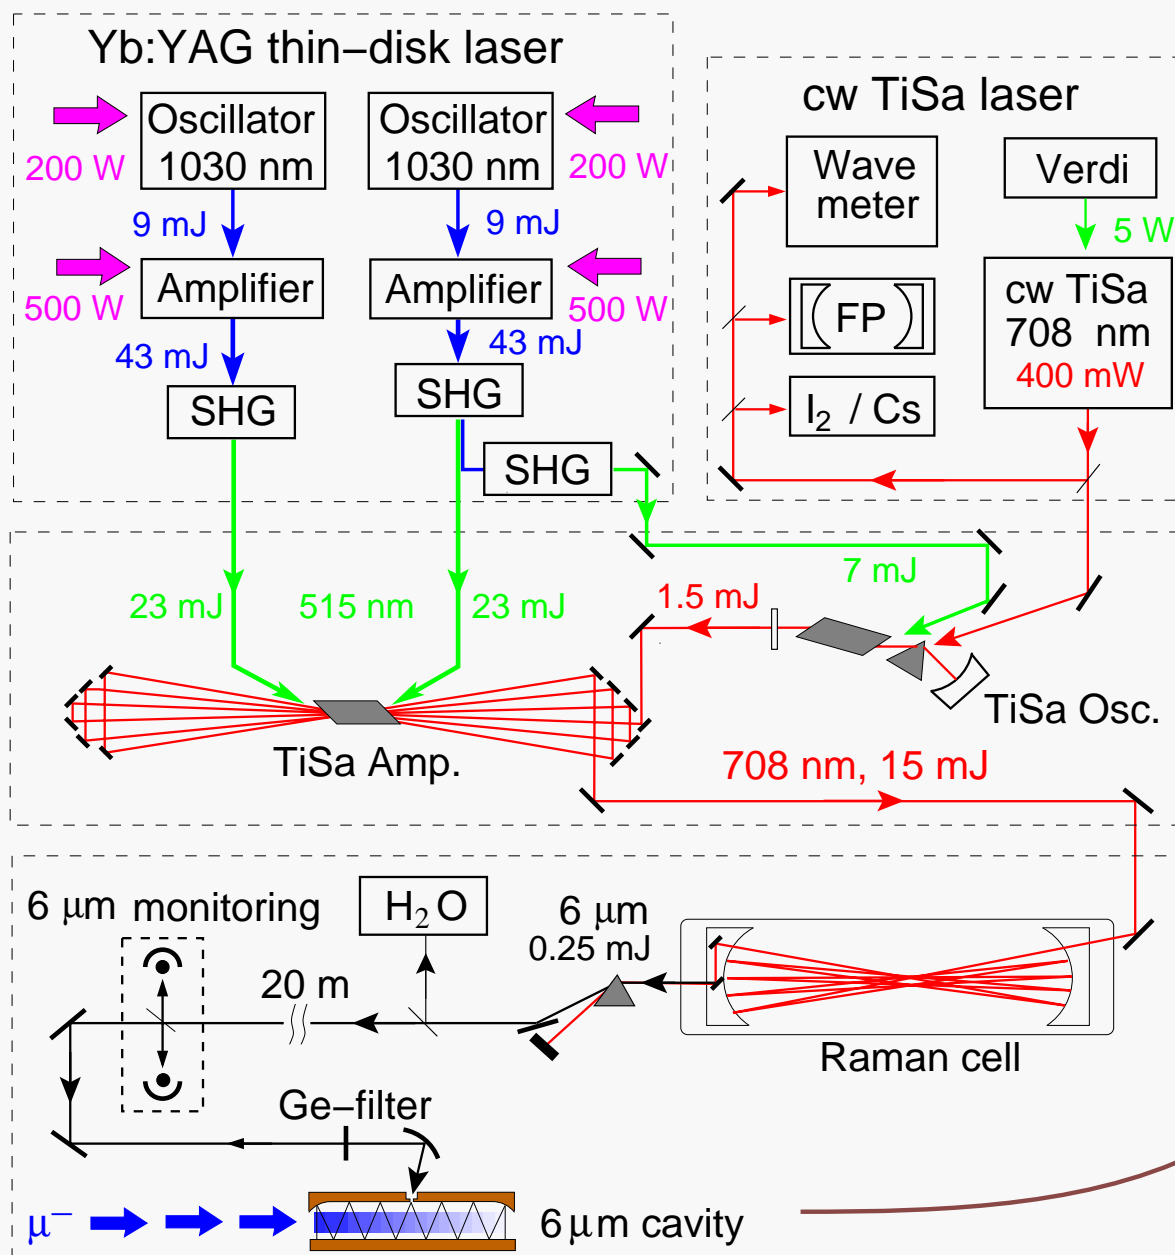 Yb:YAG thin–disk laser
Oscillator
1030 nm
200 W
Oscillator
1030 nm
200 W
9 mJ
9 mJ
Amplifier
500 W
Amplifier
500 W
43 mJ
43 mJ
SHG
SHG
SHG
cw TiSa laser
Wave
meter
Verdi
5 W
FP
cw TiSa
708 nm
400 mW
I₂ / Cs
23 mJ
515 nm
23 mJ
7 mJ
1.5 mJ
TiSa Osc.
TiSa Amp.
708 nm, 15 mJ
6 μm monitoring
H₂O
6 μm
0.25 mJ
20 m
Raman cell
Ge–filter
μ⁻
6 μm cavity